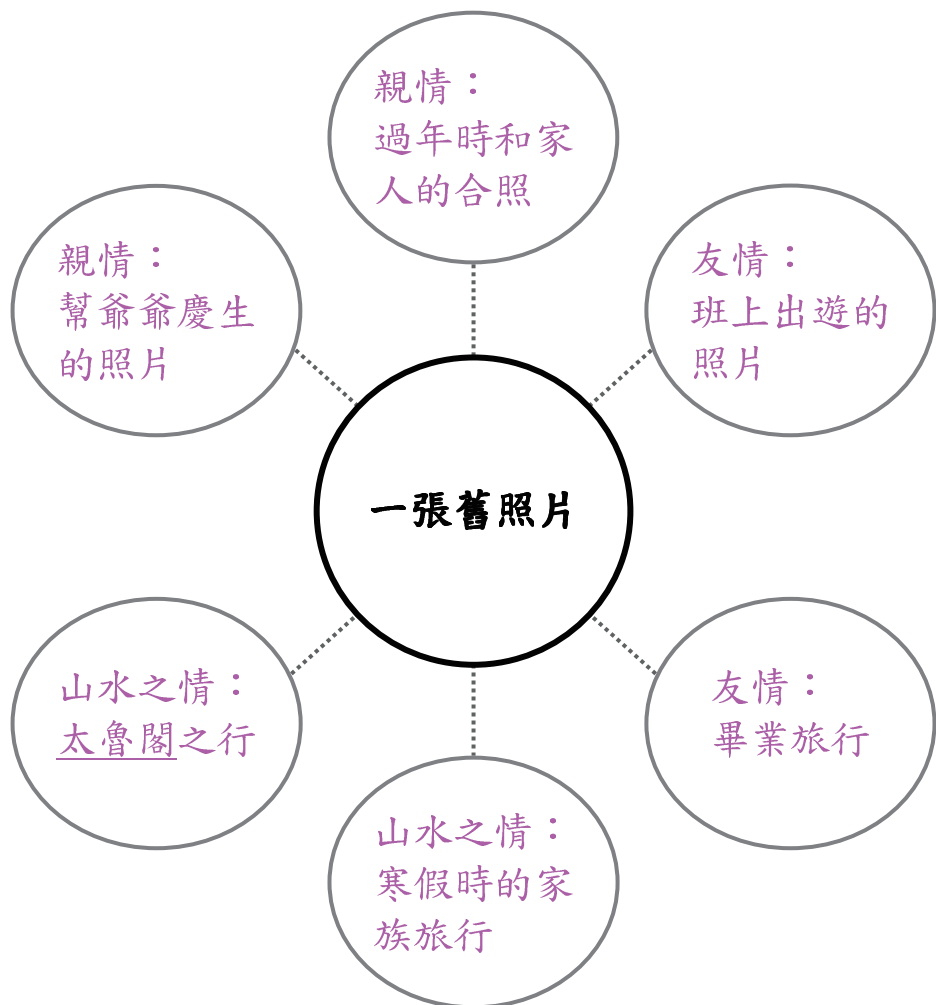 親情：
過年時和家
人的合照
親情：
幫爺爺慶生
的照片
友情：
班上出遊的
照片
一張舊照片
山水之情：
太魯閣之行
友情：
畢業旅行
山水之情：
寒假時的家
族旅行